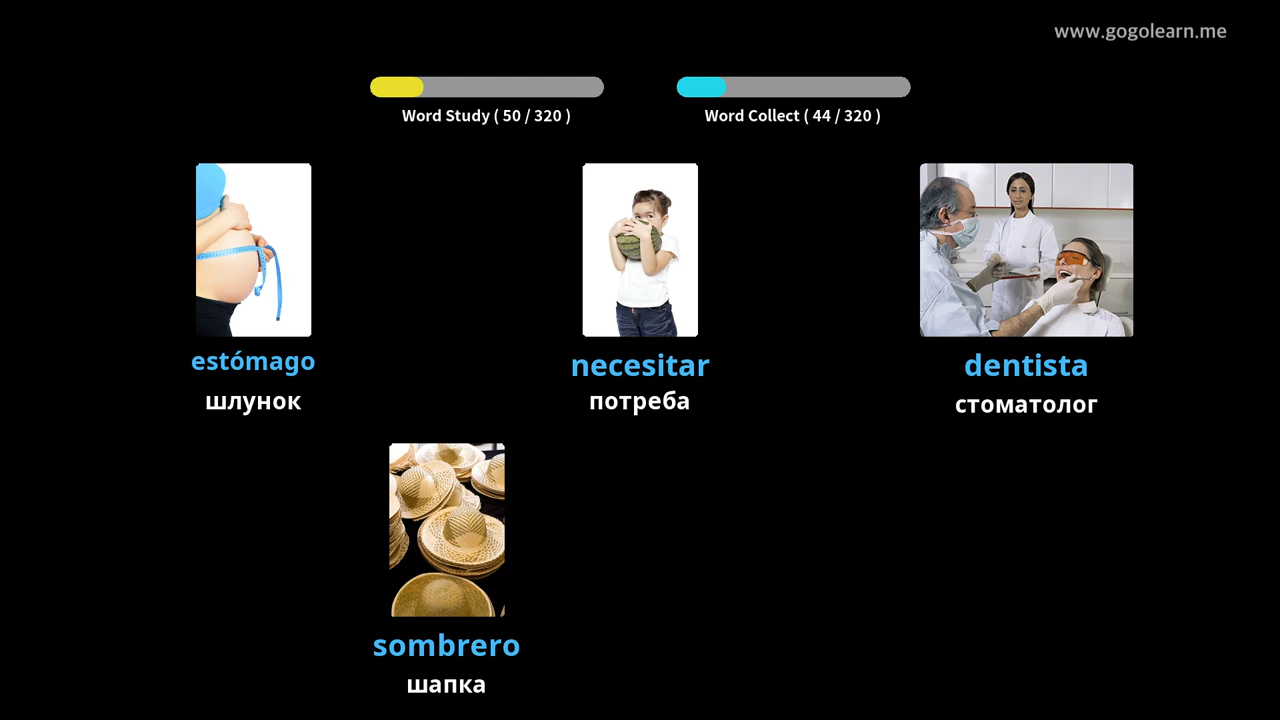 www.gogolearn.me
Word Study ( 50 / 320 )
Word Collect ( 44 / 320 )
estómago
шлунок
necesitar
потреба
dentista
стоматолог
sombrero
шапка